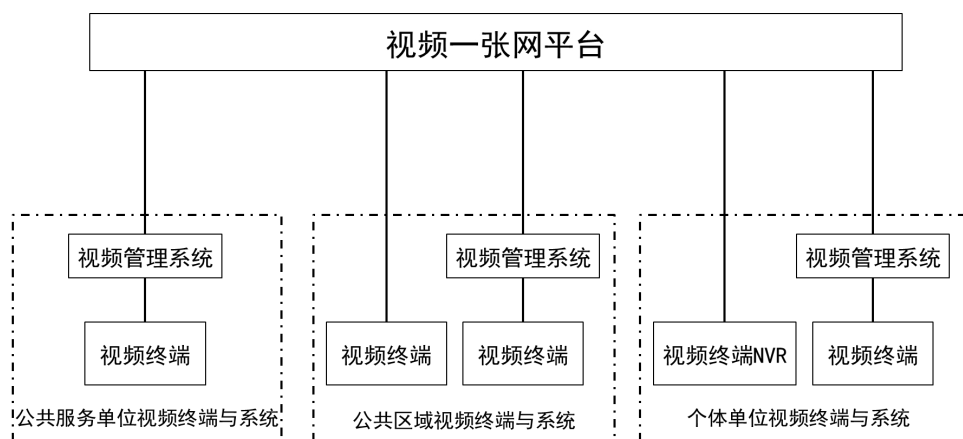 视频一张网平台
视频管理系统
视频管理系统
视频管理系统
视频终端
视频终端
视频终端
视频终端NVR
视频终端
公共服务单位视频终端与系统
公共区域视频终端与系统
个体单位视频终端与系统